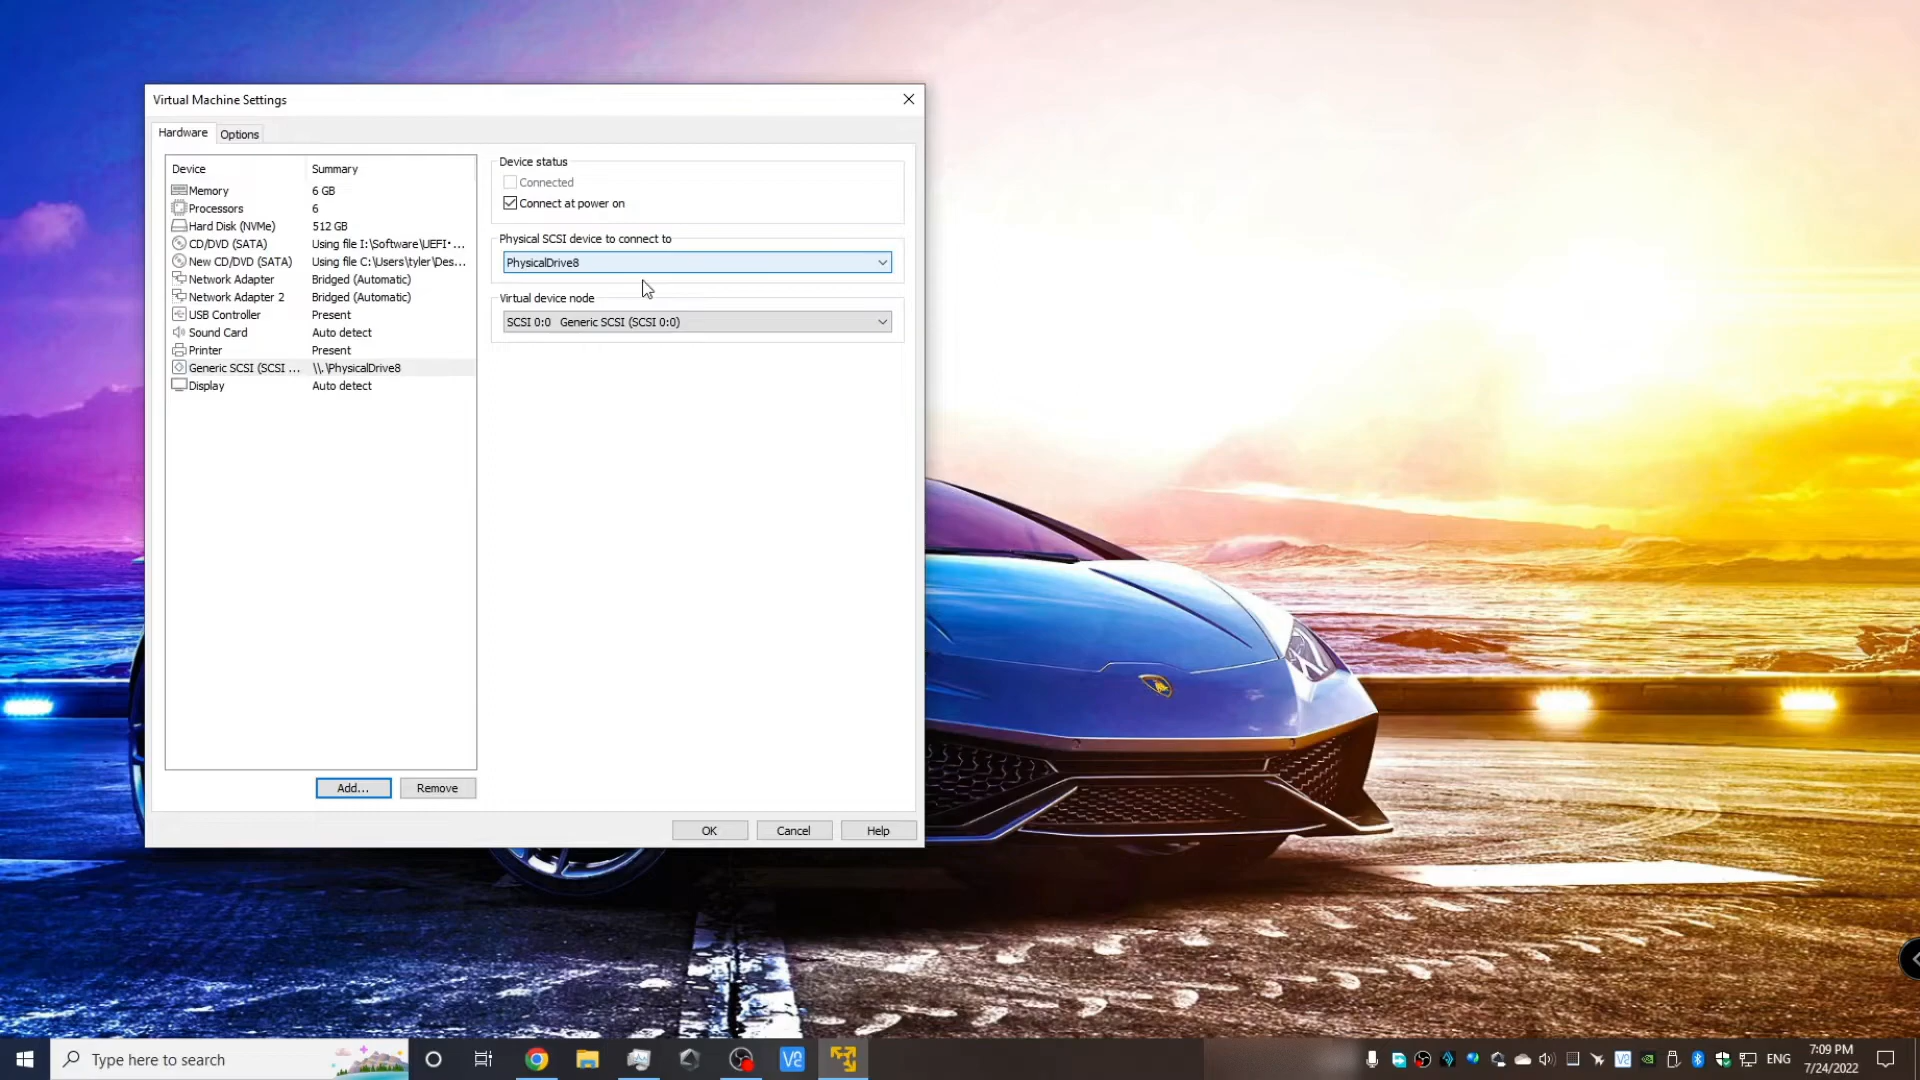 Virtual Machine Settings
Hardware Options
Device Summary
Memory 6 GB
Processors 6
Hard Disk (NVMe) 512 GB
CD/DVD (SATA) Using file I:\Software\UEFI• ...
New CD/DVD (SATA) Using file C:\Users\tyler\Des...
Network Adapter Bridged (Automatic)
Network Adapter 2 Bridged (Automatic)
USB Controller Present
Sound Card Auto detect
Printer Present
Generic SCSI (SCSI ... \\.\PhysicalDrive8
Display Auto detect
Add... Remove
Device status
Connected
Connect at power on
Physical SCSI device to connect to
PhysicalDrive8
Virtual device node
SCSI 0:0 Generic SCSI (SCSI 0:0)
OK Cancel Help
Type here to search
ENG
7:09 PM
7/24/2022